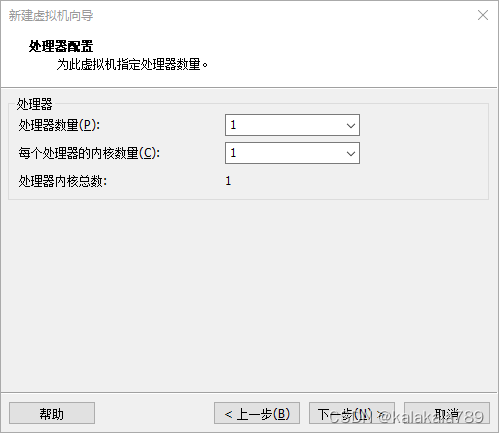 新建虚拟机向导
处理器配置
为此虚拟机指定处理器数量。
处理器
处理器数量(P): 1
每个处理器的内核数量(C): 1
处理器内核总数: 1
帮助 < 上一步(B) 下一步(N) > 取消
CSDN @kalakala789